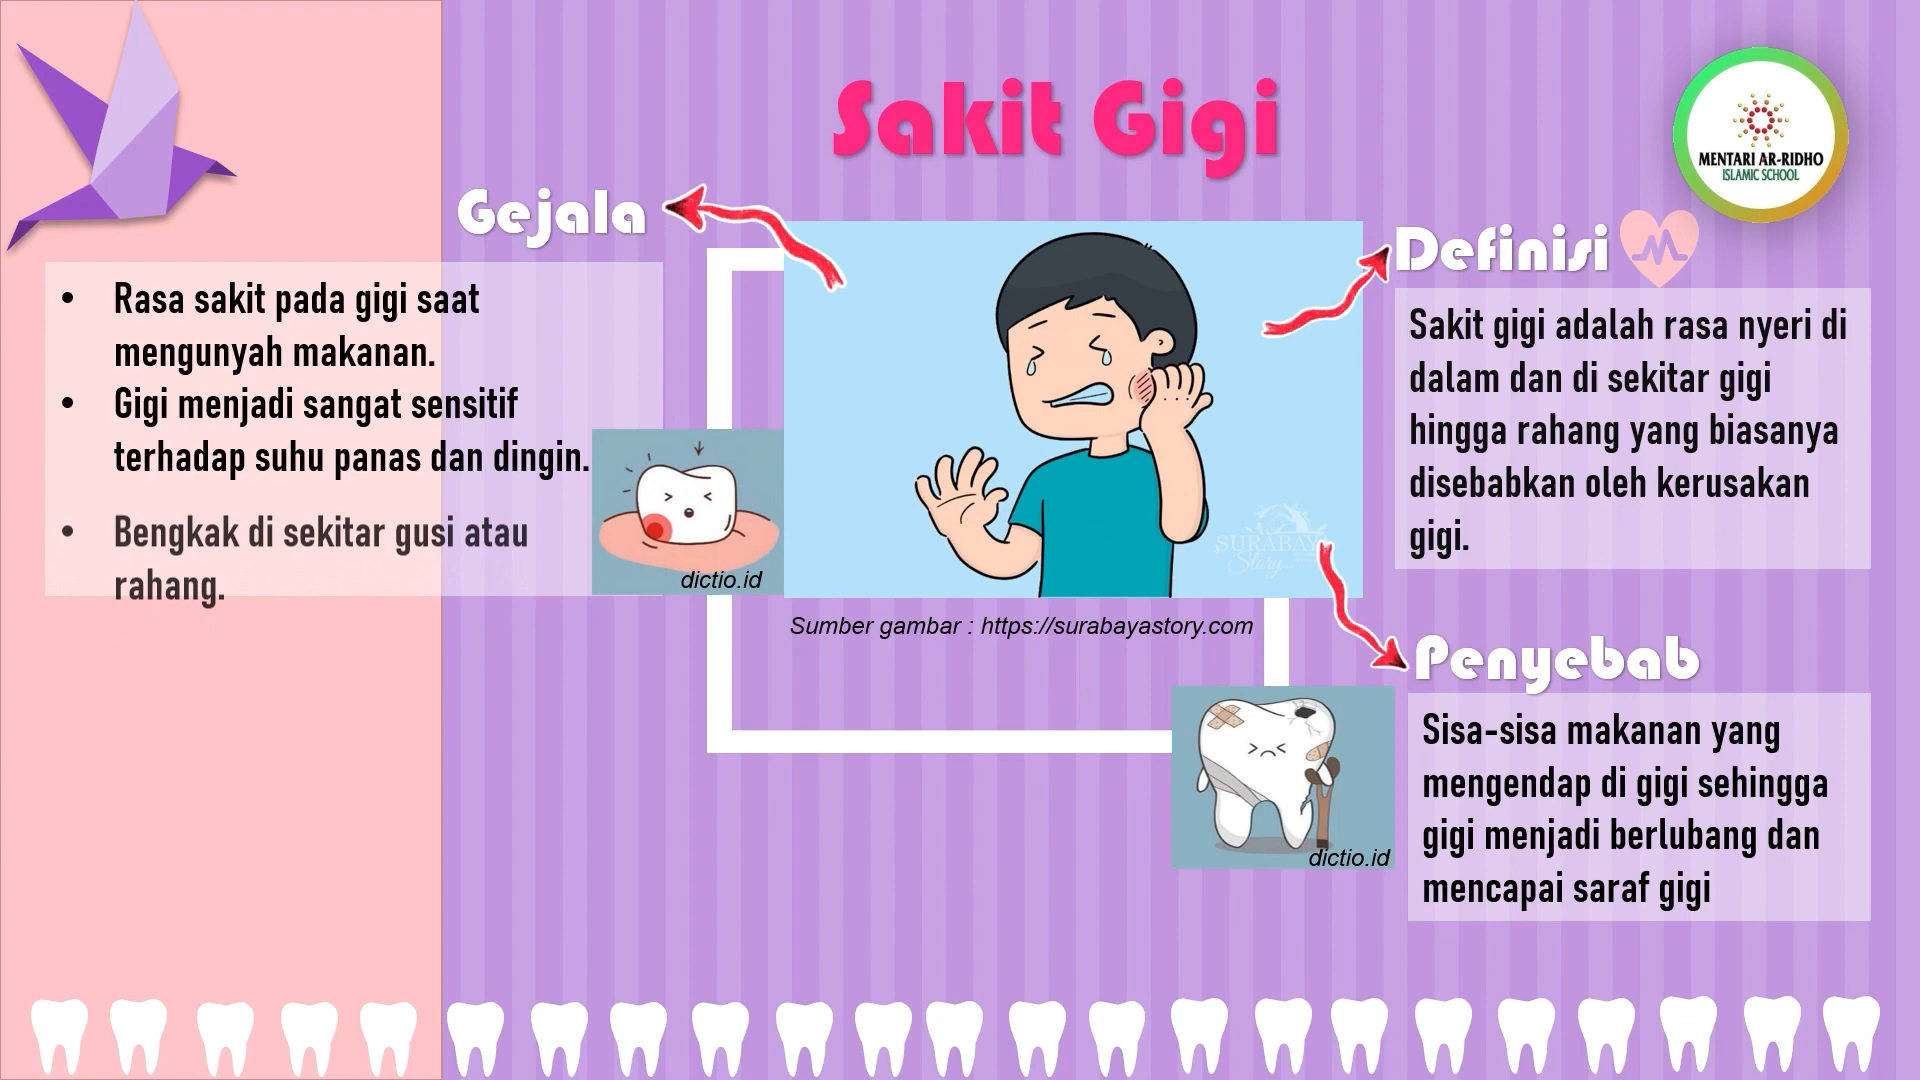 Sakit Gigi
MENTARI AR-RIDHO
ISLAMIC SCHOOL
Gejala
• Rasa sakit pada gigi saat
mengunyah makanan.
• Gigi menjadi sangat sensitif
terhadap suhu panas dan dingin.
• Bengkak di sekitar gusi atau
rahang.
dictio.id
SURABAYA
Story
Sumber gambar : https://surabayastory.com
Definisi
Sakit gigi adalah rasa nyeri di
dalam dan di sekitar gigi
hingga rahang yang biasanya
disebabkan oleh kerusakan
gigi.
Penyebab
Sisa-sisa makanan yang
mengendap di gigi sehingga
gigi menjadi berlubang dan
mencapai saraf gigi
dictio.id